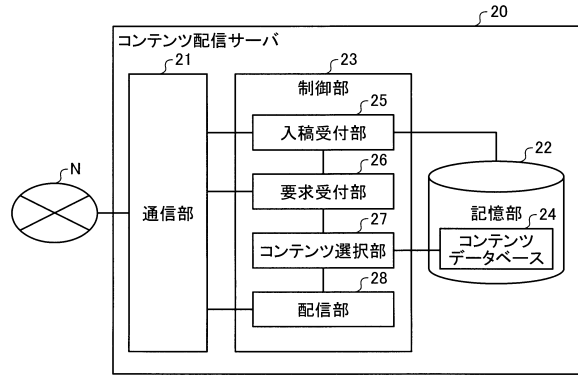 20
コンテンツ配信サーバ
21
23
制御部
25
入稿受付部
22
26
N
要求受付部
通信部
27
記憶部
24
コンテンツ選択部
コンテンツ
データベース
28
配信部